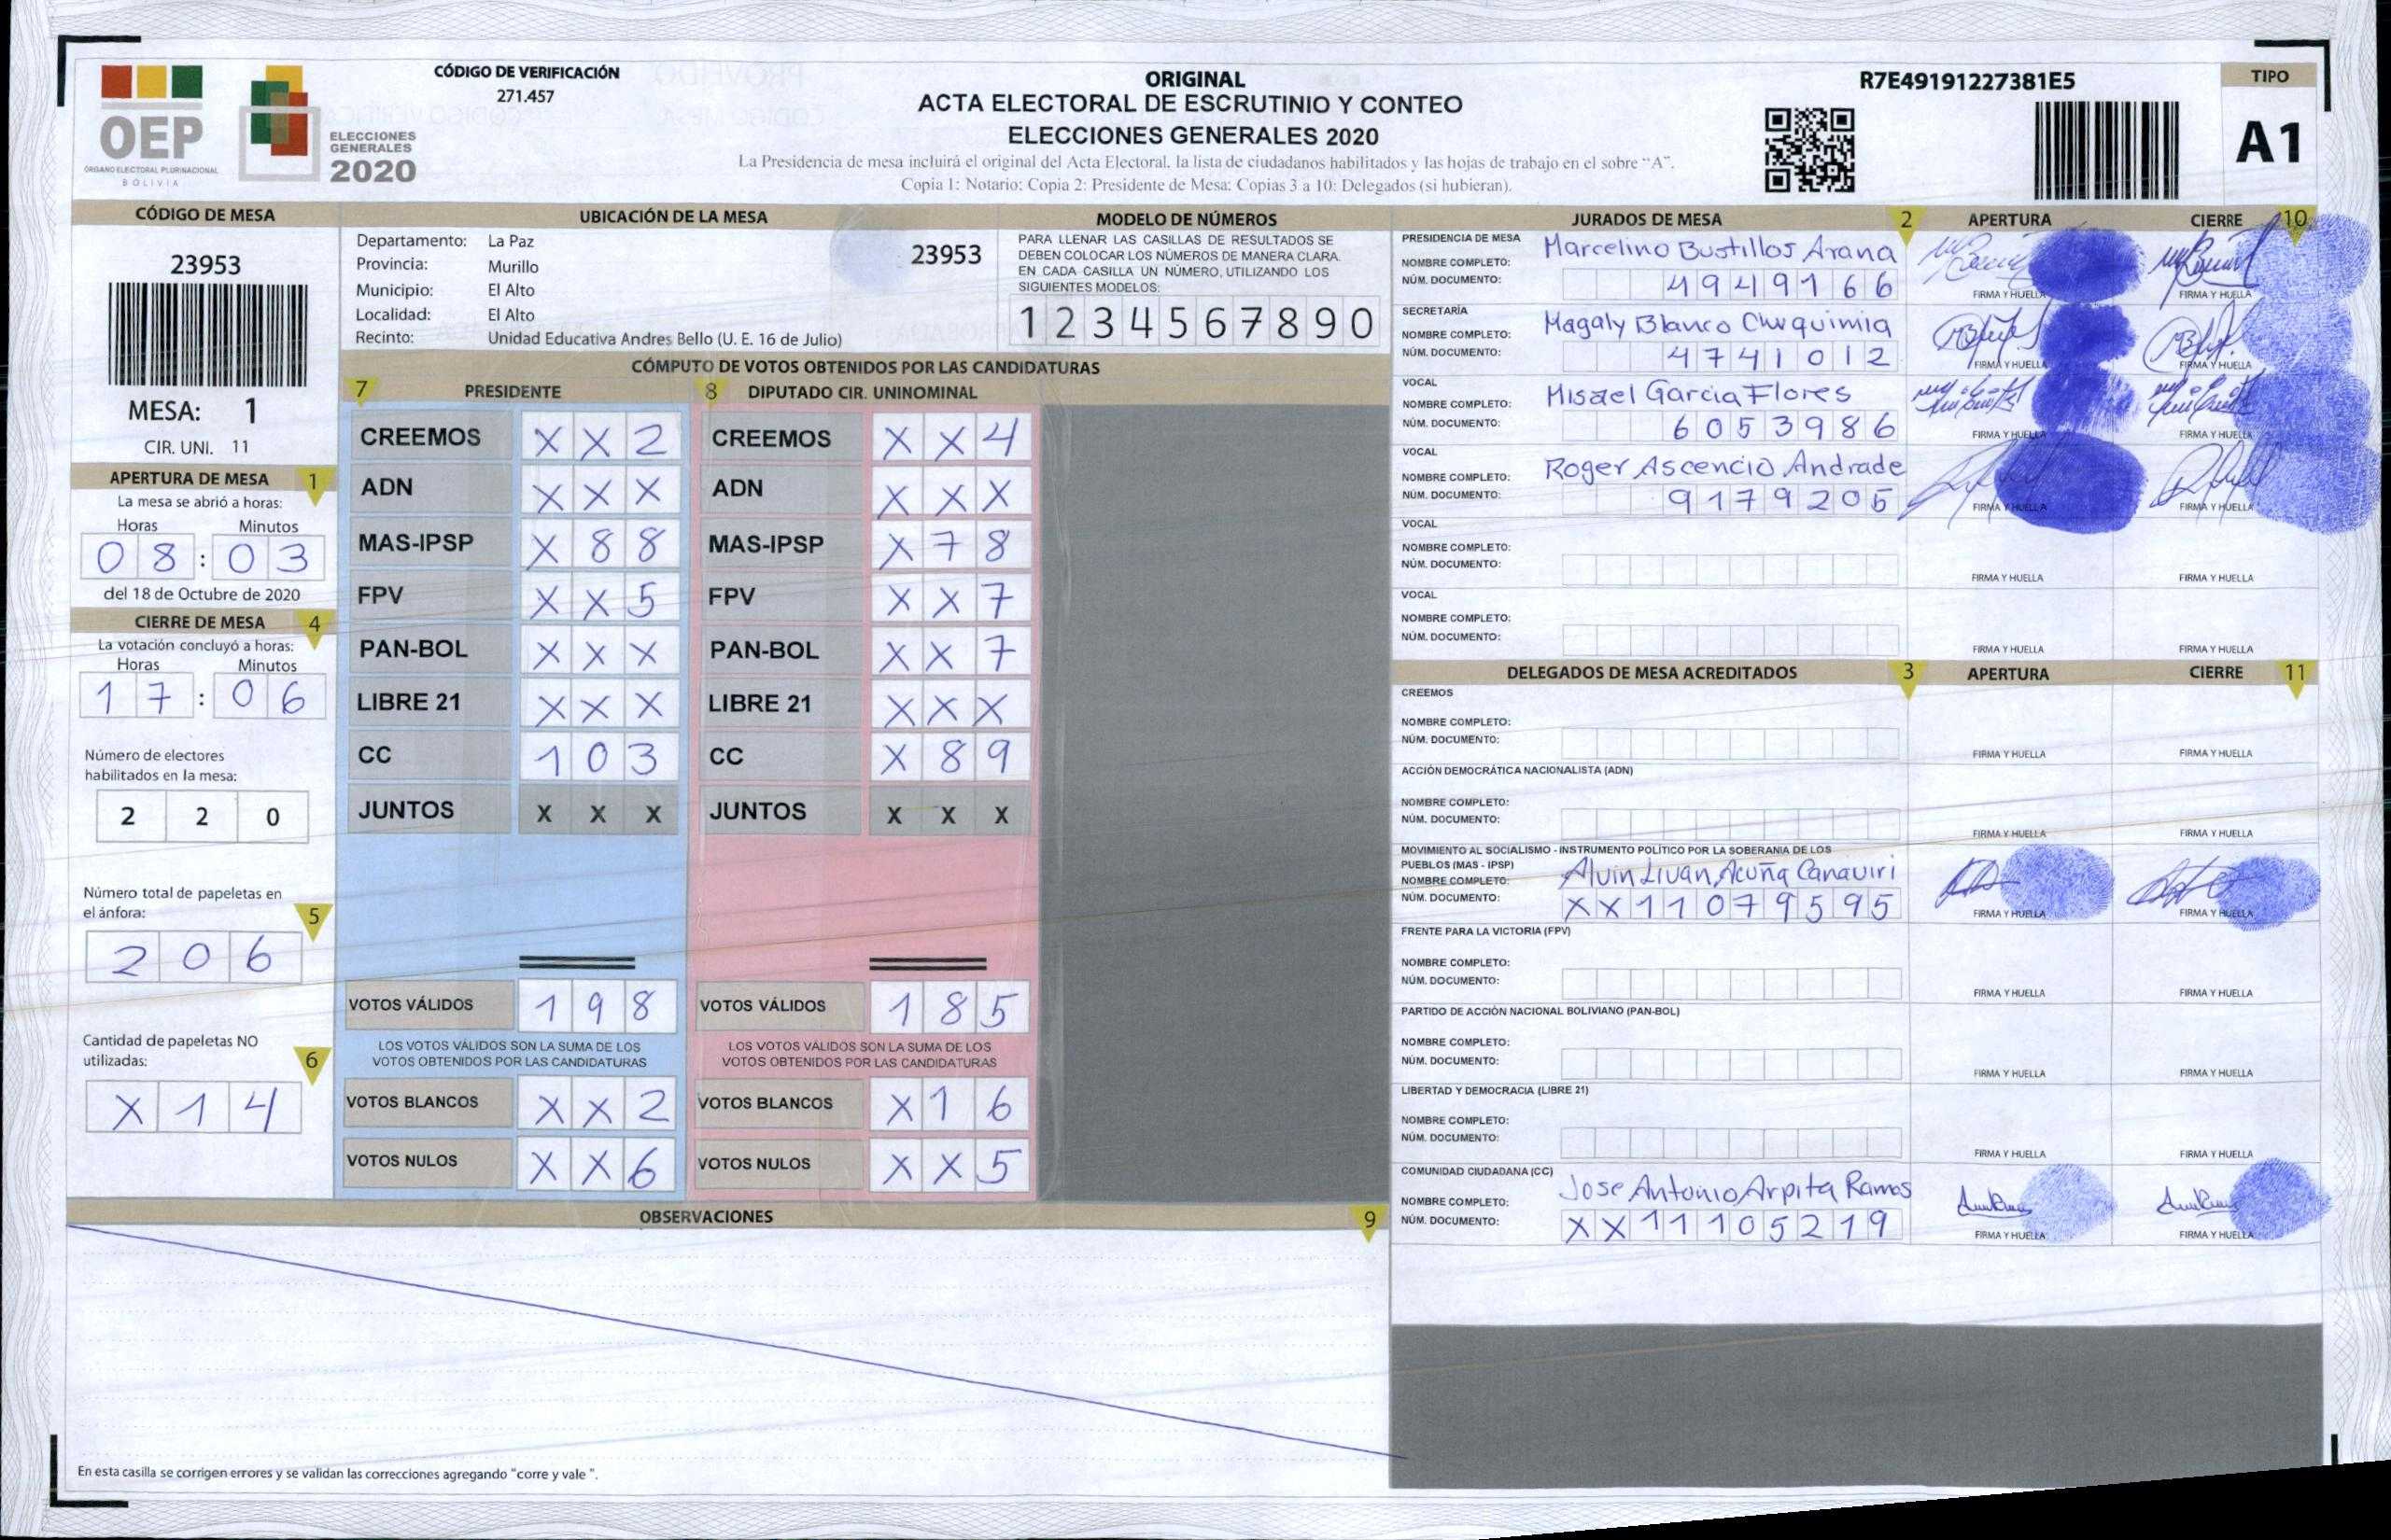 CÓDIGO DE VERIFICACIÓN
271.457
OEP
ÓRGANO ELECTORAL PLURINACIONAL
BOLIVIA
ELECCIONES
GENERALES
2020
ORIGINAL
ACTA ELECTORAL DE ESCRUTINIO Y CONTEO
ELECCIONES GENERALES 2020
La Presidencia de mesa incluirá el original del Acta Electoral, la lista de ciudadanos habilitados y las hojas de trabajo en el sobre "A".
Copia 1: Notario; Copia 2: Presidente de Mesa; Copias 3 a 10: Delegados (si hubieran).
R7E49191227381E5
TIPO
A1
CÓDIGO DE MESA
23953
MESA: 1
CIR. UNI. 11
APERTURA DE MESA 1
La mesa se abrió a horas:
Horas Minutos
08:03
del 18 de Octubre de 2020
CIERRE DE MESA 4
La votación concluyó a horas:
Horas Minutos
17:06
Número de electores
habilitados en la mesa:
2 2 0
Número total de papeletas en
el ánfora: 5
2 0 6
Cantidad de papeletas NO
utilizadas: 6
X 1 4
UBICACIÓN DE LA MESA
Departamento: La Paz
Provincia: Murillo
Municipio: El Alto
Localidad: El Alto
Recinto: Unidad Educativa Andres Bello (U. E. 16 de Julio)
23953
MODELO DE NÚMEROS
PARA LLENAR LAS CASILLAS DE RESULTADOS SE
DEBEN COLOCAR LOS NÚMEROS DE MANERA CLARA.
EN CADA CASILLA UN NÚMERO, UTILIZANDO LOS
SIGUIENTES MODELOS:
1 2 3 4 5 6 7 8 9 0
CÓMPUTO DE VOTOS OBTENIDOS POR LAS CANDIDATURAS
7 PRESIDENTE 8 DIPUTADO CIR. UNINOMINAL
CREEMOS X X 2 CREEMOS X X 4
ADN X X X ADN X X X
MAS-IPSP X 8 8 MAS-IPSP X 7 8
FPV X X 5 FPV X X 7
PAN-BOL X X X PAN-BOL X X 7
LIBRE 21 X X X LIBRE 21 X X X
CC 1 0 3 CC X 8 9
JUNTOS X X X JUNTOS X X X
VOTOS VÁLIDOS 1 9 8 VOTOS VÁLIDOS 1 8 5
LOS VOTOS VÁLIDOS SON LA SUMA DE LOS LOS VOTOS VÁLIDOS SON LA SUMA DE LOS
VOTOS OBTENIDOS POR LAS CANDIDATURAS VOTOS OBTENIDOS POR LAS CANDIDATURAS
VOTOS BLANCOS X X 2 VOTOS BLANCOS X 1 6
VOTOS NULOS X X 6 VOTOS NULOS X X 5
OBSERVACIONES 9
En esta casilla se corrigen errores y se validan las correcciones agregando "corre y vale ".
JURADOS DE MESA 2 APERTURA CIERRE 10
PRESIDENCIA DE MESA
NOMBRE COMPLETO: Marcelino Bustillos Arana
NÚM. DOCUMENTO: 4949166 FIRMA Y HUELLA FIRMA Y HUELLA
SECRETARÍA
NOMBRE COMPLETO: Magaly Blanco Chuquimia
NÚM. DOCUMENTO: 4741012 FIRMA Y HUELLA FIRMA Y HUELLA
VOCAL
NOMBRE COMPLETO: Misael Garcia Flores
NÚM. DOCUMENTO: 6053986 FIRMA Y HUELLA FIRMA Y HUELLA
VOCAL
NOMBRE COMPLETO: Roger Ascencio Andrade
NÚM. DOCUMENTO: 9179205 FIRMA Y HUELLA FIRMA Y HUELLA
VOCAL
NOMBRE COMPLETO:
NÚM. DOCUMENTO: FIRMA Y HUELLA FIRMA Y HUELLA
VOCAL
NOMBRE COMPLETO:
NÚM. DOCUMENTO: FIRMA Y HUELLA FIRMA Y HUELLA
DELEGADOS DE MESA ACREDITADOS 3 APERTURA CIERRE 11
CREEMOS
NOMBRE COMPLETO:
NÚM. DOCUMENTO: FIRMA Y HUELLA FIRMA Y HUELLA
ACCIÓN DEMOCRÁTICA NACIONALISTA (ADN)
NOMBRE COMPLETO:
NÚM. DOCUMENTO: FIRMA Y HUELLA FIRMA Y HUELLA
MOVIMIENTO AL SOCIALISMO - INSTRUMENTO POLÍTICO POR LA SOBERANIA DE LOS
PUEBLOS (MAS - IPSP)
NOMBRE COMPLETO: Alvin Livan Acuña Canaviri
NÚM. DOCUMENTO: XX11079595 FIRMA Y HUELLA FIRMA Y HUELLA
FRENTE PARA LA VICTORIA (FPV)
NOMBRE COMPLETO:
NÚM. DOCUMENTO: FIRMA Y HUELLA FIRMA Y HUELLA
PARTIDO DE ACCIÓN NACIONAL BOLIVIANO (PAN-BOL)
NOMBRE COMPLETO:
NÚM. DOCUMENTO: FIRMA Y HUELLA FIRMA Y HUELLA
LIBERTAD Y DEMOCRACIA (LIBRE 21)
NOMBRE COMPLETO:
NÚM. DOCUMENTO: FIRMA Y HUELLA FIRMA Y HUELLA
COMUNIDAD CIUDADANA (CC)
NOMBRE COMPLETO: Jose Antonio Arpita Ramos
NÚM. DOCUMENTO: XX11105219 FIRMA Y HUELLA FIRMA Y HUELLA